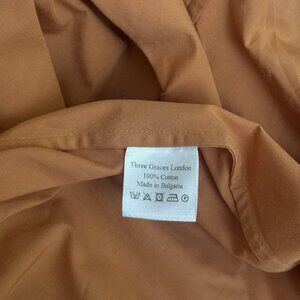 Three Graces London
100% Cotton
Made in Bulgaria